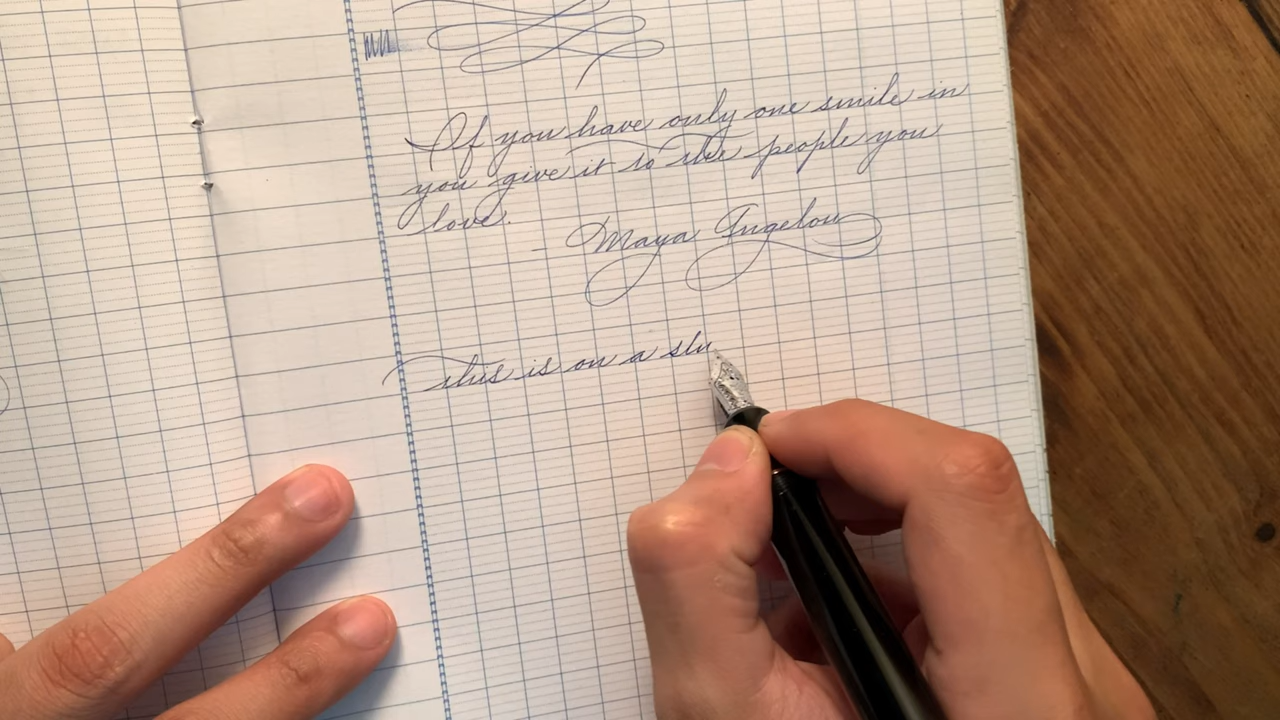 If you have only one smile in
you give it to the people you
love.
- Maya Angelou
This is on a slu